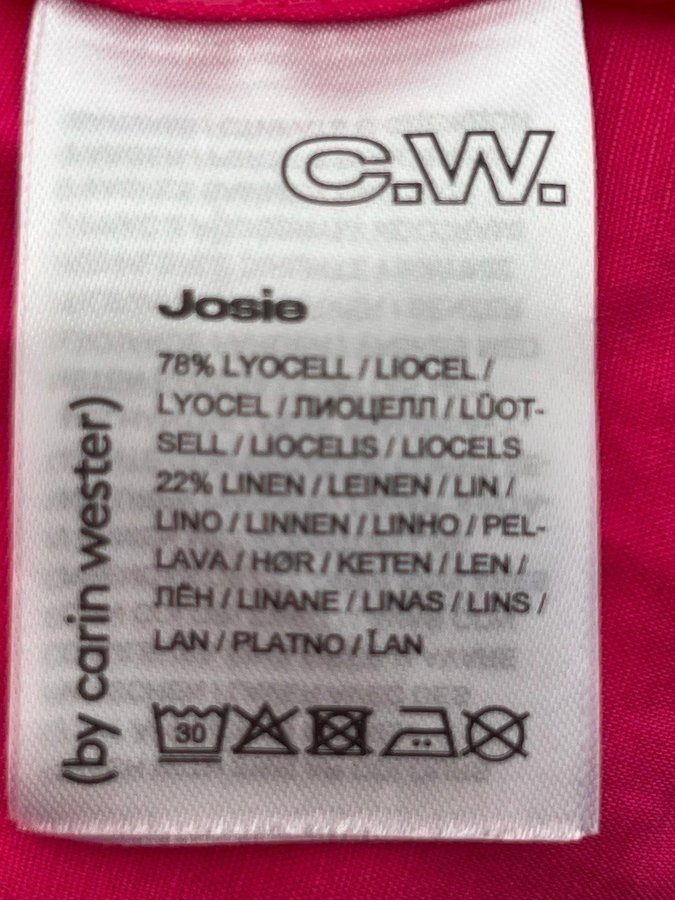 C.W.
Josie
78% LYOCELL / LIOCEL /
LYOCEL / ЛИОЦЕЛЛ / LÜOT-
SELL / LIOCELIS / LIOCELS
22% LINEN / LEINEN / LIN /
LINO / LINNEN / LINHO / PEL-
LAVA / HØR / KETEN / LEN /
ЛЁН / LINANE / LINAS / LINS /
LAN / PLATNO / ĽAN
30
(by carin wester)